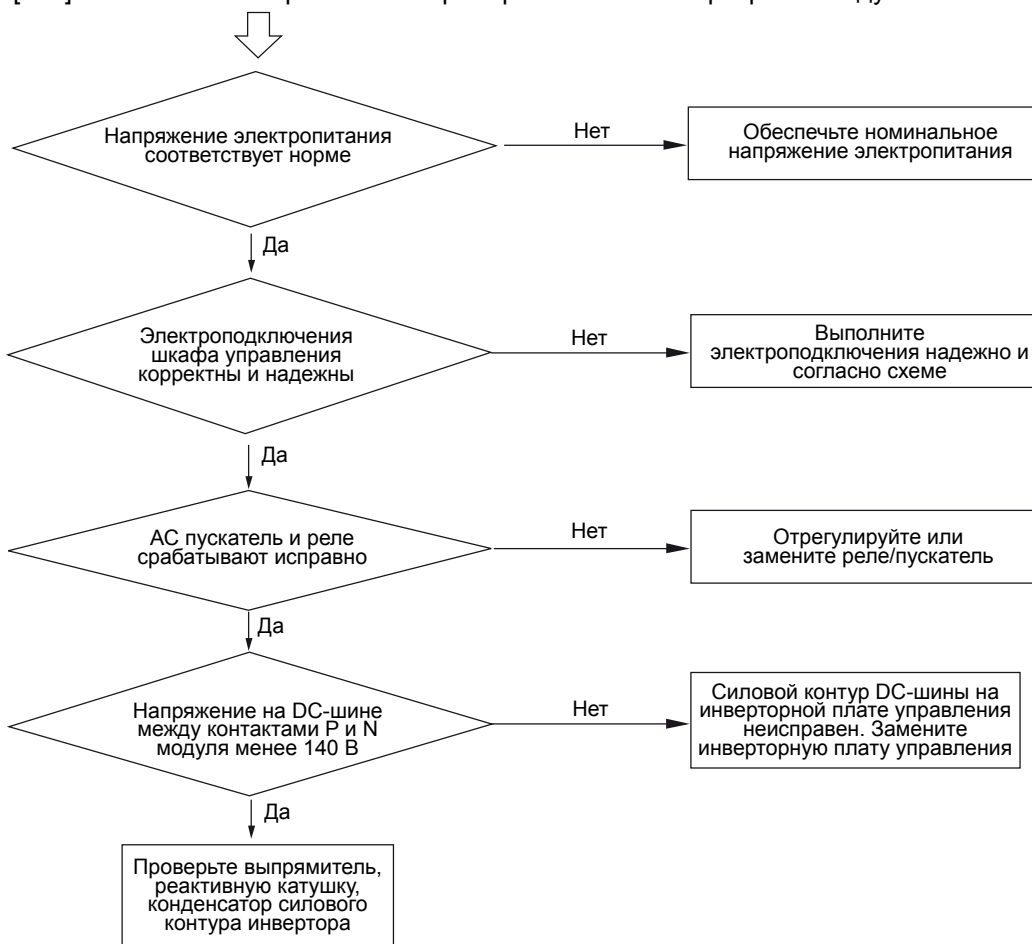 Напряжение электропитания
соответствует норме
Нет
Обеспечьте номинальное
напряжение электропитания
Да
Электроподключения
шкафа управления
корректны и надежны
Нет
Выполните
электроподключения надежно и
согласно схеме
Да
АС пускатель и реле
срабатывают исправно
Нет
Отрегулируйте или
замените реле/пускатель
Да
Напряжение на DC-шине
между контактами P и N
модуля менее 140 В
Нет
Силовой контур DC-шины на
инверторной плате управления
неисправен. Замените
инверторную плату управления
Да
Проверьте выпрямитель,
реактивную катушку,
конденсатор силового
контура инвертора